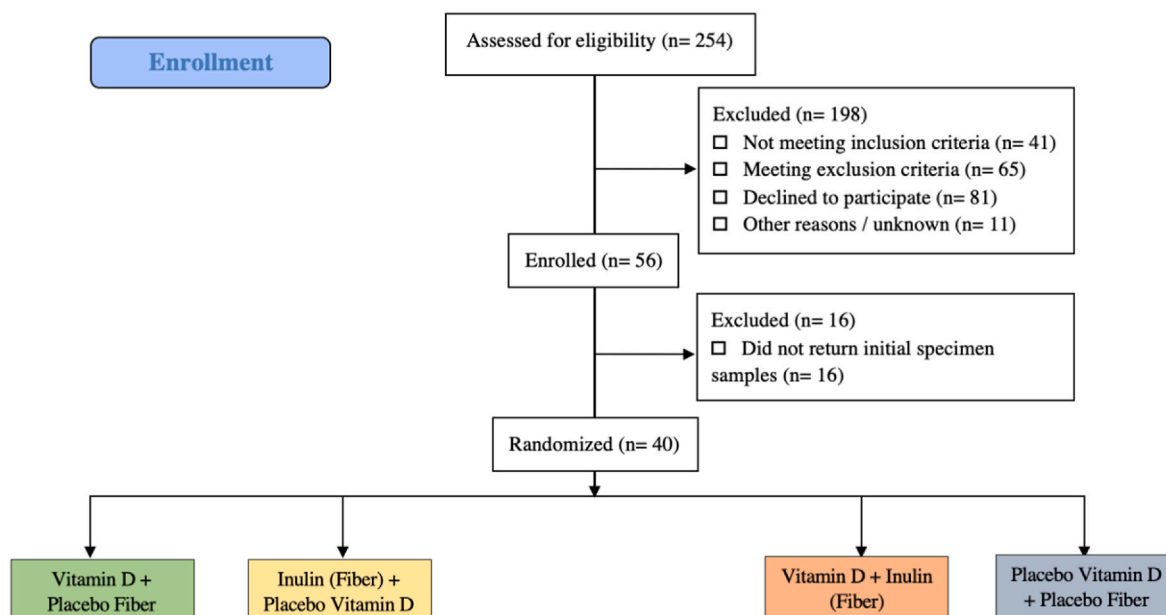 Assessed for eligibility (n= 254)
Enrollment
Excluded (n= 198)
☐ Not meeting inclusion criteria (n= 41)
☐ Meeting exclusion criteria (n= 65)
☐ Declined to participate (n= 81)
☐ Other reasons / unknown (n= 11)
Enrolled (n= 56)
Excluded (n= 16)
☐ Did not return initial specimen
samples (n= 16)
Randomized (n= 40)
Vitamin D +
Placebo Fiber
Inulin (Fiber) +
Placebo Vitamin D
Vitamin D + Inulin
(Fiber)
Placebo Vitamin D
+ Placebo Fiber